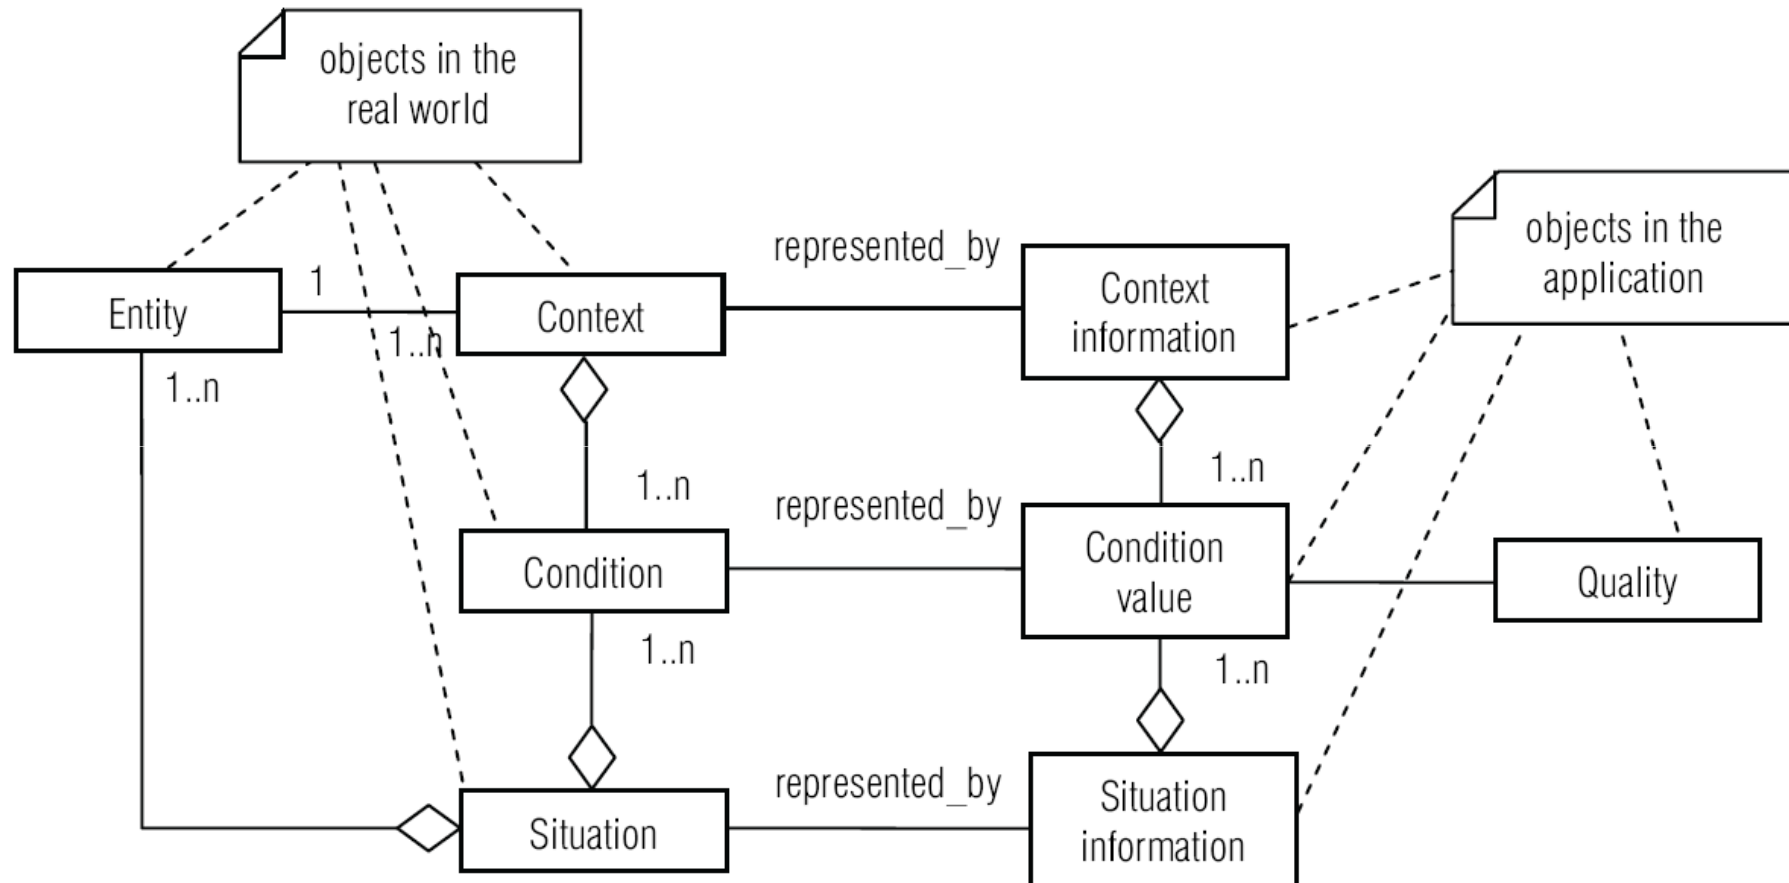 objects in the
real world
objects in the
application
represented_by
Entity
1
1..n
Context
Context
information
1..n
1..n
1..n
represented_by
Condition
Condition
value
Quality
1..n
1..n
represented_by
Situation
Situation
information